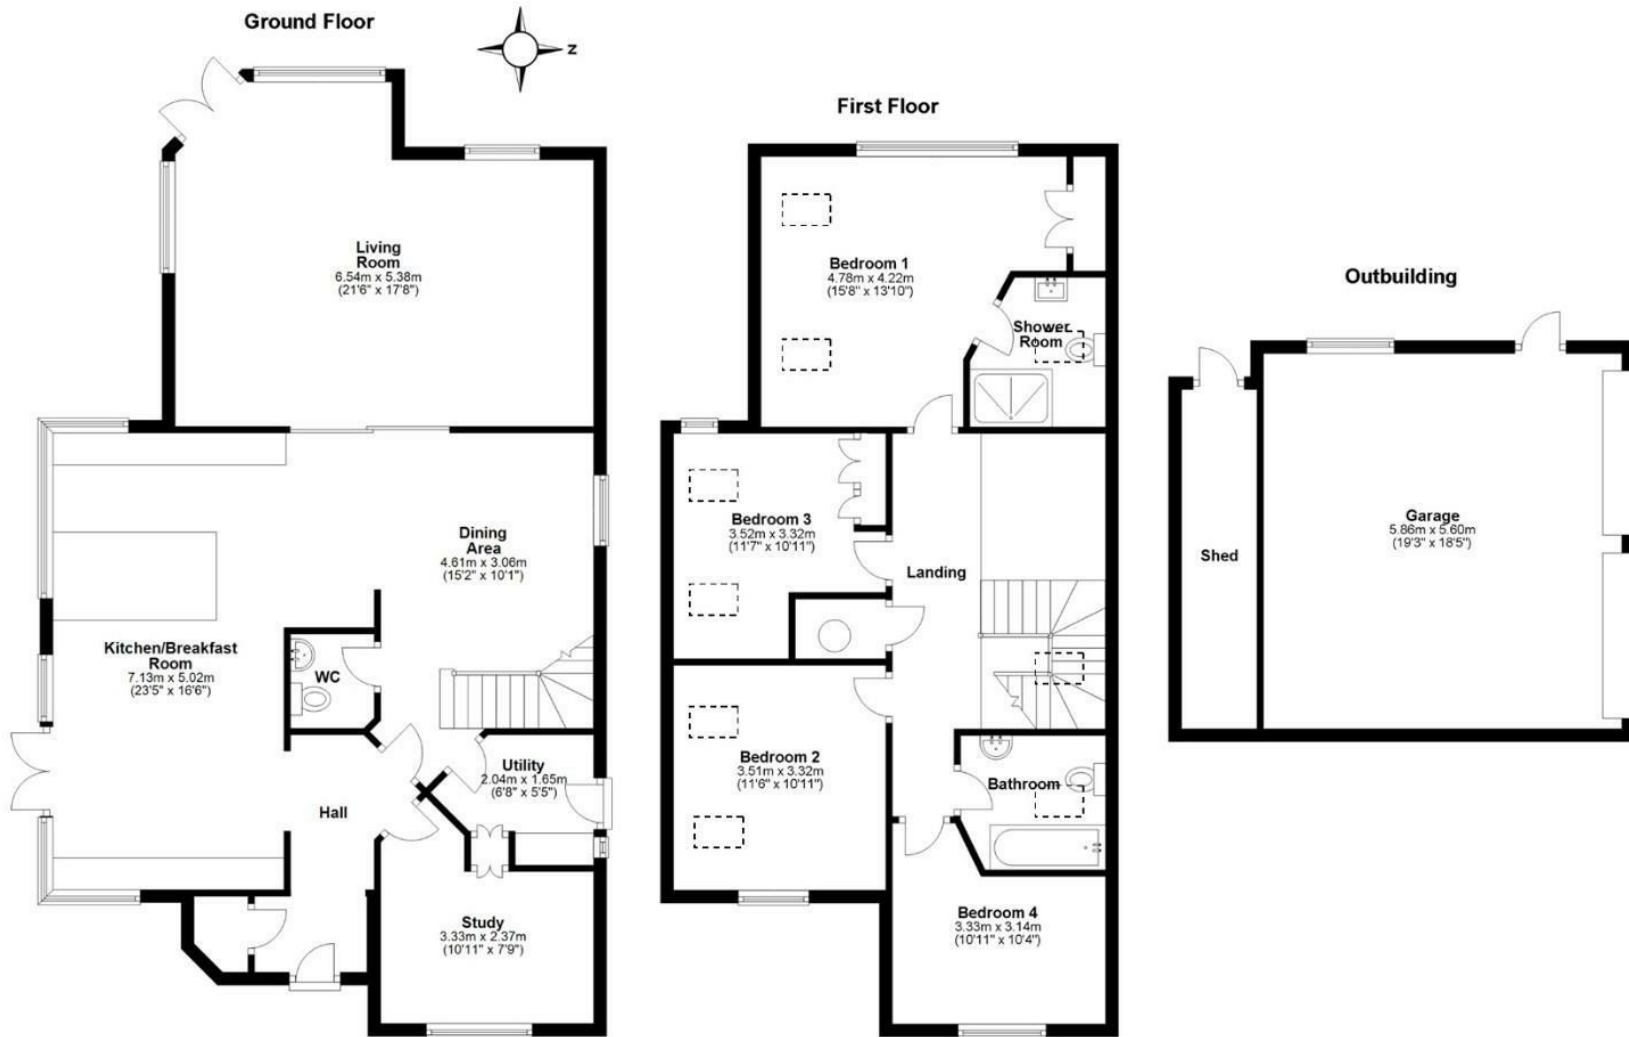 Ground Floor
N
Living
Room
6.54m x 5.38m
(21'6" x 17'8")
Dining
Area
4.61m x 3.06m
(15'2" x 10'1")
Kitchen/Breakfast
Room
7.13m x 5.02m
(23'5" x 16'6")
WC
Utility
2.04m x 1.65m
(6'8" x 5'5")
Hall
Study
3.33m x 2.37m
(10'11" x 7'9")
First Floor
Bedroom 1
4.78m x 4.22m
(15'8" x 13'10")
Shower
Room
Bedroom 3
3.52m x 3.32m
(11'7" x 10'11")
Landing
Bedroom 2
3.51m x 3.32m
(11'6" x 10'11")
Bathroom
Bedroom 4
3.33m x 3.14m
(10'11" x 10'4")
Outbuilding
Garage
5.86m x 5.60m
(19'3" x 18'5")
Shed